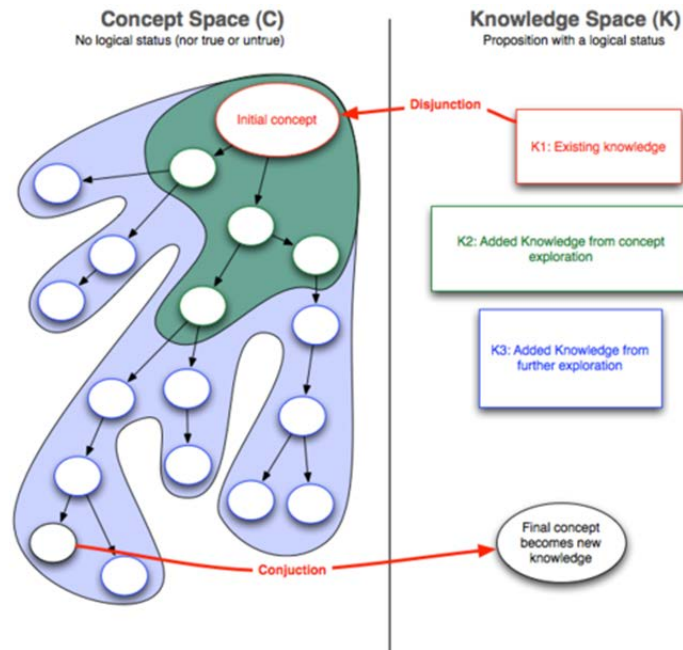 Concept Space (C)
No logical status (nor true or untrue)
Knowledge Space (K)
Proposition with a logical status
Initial concept
Disjunction
K1: Existing knowledge
K2: Added Knowledge from concept
exploration
K3: Added Knowledge from
further exploration
Final concept
becomes new
knowledge
Conjuction